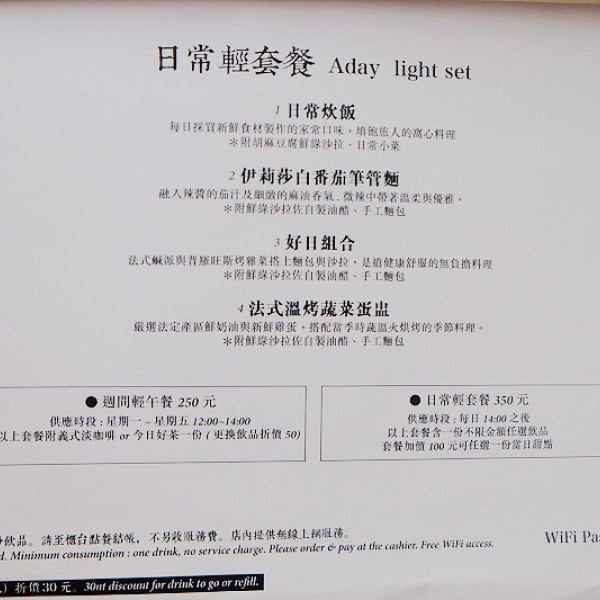 日常輕套餐 Aday light set
1 日常炊飯
每日採買新鮮食材製作的家常口味，填飽旅人的窩心料理
＊附胡麻豆腐鮮綠沙拉．日常小菜
2 伊莉莎白番茄筆管麵
融入辣醬的茄汁及細緻的麻油香氣．微辣中帶著溫柔與優雅。
＊附鮮綠沙拉佐自製油醋、手工麵包
3 好日組合
法式鹹派與普羅旺斯烤雜菜搭上麵包與沙拉、是道健康舒服的無負擔料理
＊附鮮綠沙拉佐自製油醋、手工麵包
4 法式溫烤蔬菜蛋盅
嚴選法定產區鮮奶油與新鮮雞蛋，搭配當季時蔬溫火烘烤的季節料理。
＊附鮮綠沙拉佐自製油醋、手工麵包
● 週間輕午餐 250 元
供應時段 : 星期一 ~ 星期五 12:00~14:00
以上套餐附義式淡咖啡 or 今日好茶一份 ( 更換飲品折價 50)
● 日常輕套餐 350 元
供應時段 : 每日 14:00 之後
以上套餐含一份不限金額任選飲品
套餐加價 100 元可任選一份當日甜點
飲品。請至櫃台點餐結帳，不另收服務費。店內提供無線上網服務。
d. Minimum consumption : one drink, no service charge. Please order & pay at the cashier. Free WiFi access.
WiFi Pa
) 折價 30 元。30nt discount for drink to go or refill.